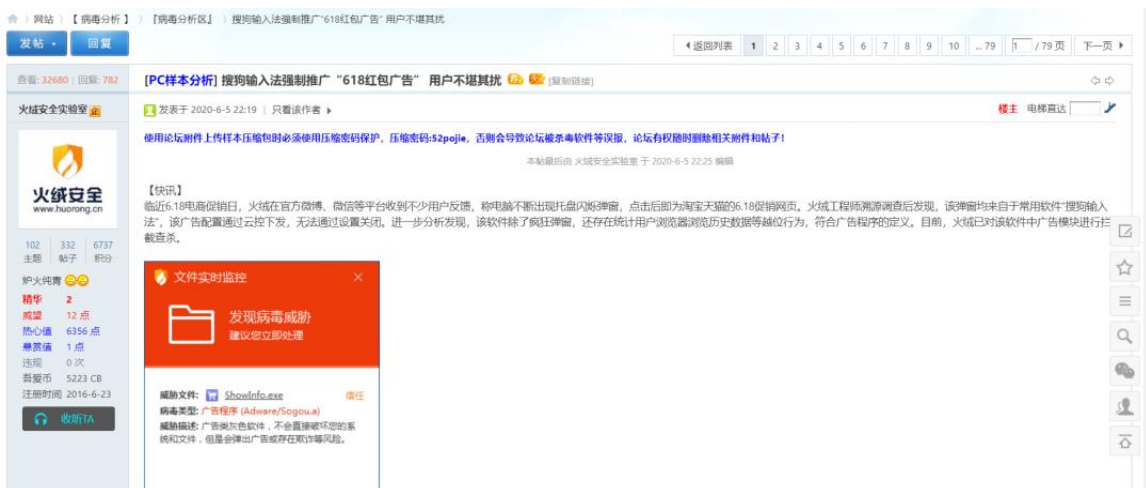 网站 〉 【 病毒分析 】 〉 『病毒分析区』 〉 搜狗输入法强制推广“618红包广告” 用户不堪其扰
发帖 回复
返回列表 1 2 3 4 5 6 7 8 9 10 ... 79 1 / 79 页 下一页
查看: 32680 | 回复: 782
[PC样本分析] 搜狗输入法强制推广 “618红包广告” 用户不堪其扰 [复制链接]
火绒安全实验室
发表于 2020-6-5 22:19 | 只看该作者
楼主 电梯直达
使用论坛附件上传样本压缩包时必须使用压缩密码保护，压缩密码:52pojie，否则会导致论坛被杀毒软件等误报，论坛有权随时删除相关附件和帖子！
本帖最后由 火绒安全实验室 于 2020-6-5 22:25 编辑
火绒安全
www.huorong.cn
【快讯】
临近6.18电商促销日，火绒在官方微博、微信等平台收到不少用户反馈，称电脑不断出现托盘闪烁弹窗，点击后即为淘宝天猫的6.18促销网页。火绒工程师溯源调查后发现，该弹窗均来自于常用软件“搜狗输入
法”，该广告配置通过云控下发，无法通过设置关闭。进一步分析发现，该软件除了疯狂弹窗，还存在统计用户浏览器浏览历史数据等越位行为，符合广告程序的定义。目前，火绒已对该软件中广告模块进行拦
截查杀。
102 332 6737
主题 帖子 积分
炉火纯青
精华 2
威望 12 点
热心值 6356 点
悬赏值 1 点
违规 0 次
吾爱币 5223 CB
注册时间 2016-6-23
收听TA
文件实时监控
发现病毒威胁
建议您立即处理
威胁文件: ShowInfo.exe 信任
病毒类型: 广告程序 (Adware/Sogou.a)
威胁描述: 广告类灰色软件，不会直接破坏您的系
统和文件，但是会弹出广告或存在欺诈等风险。